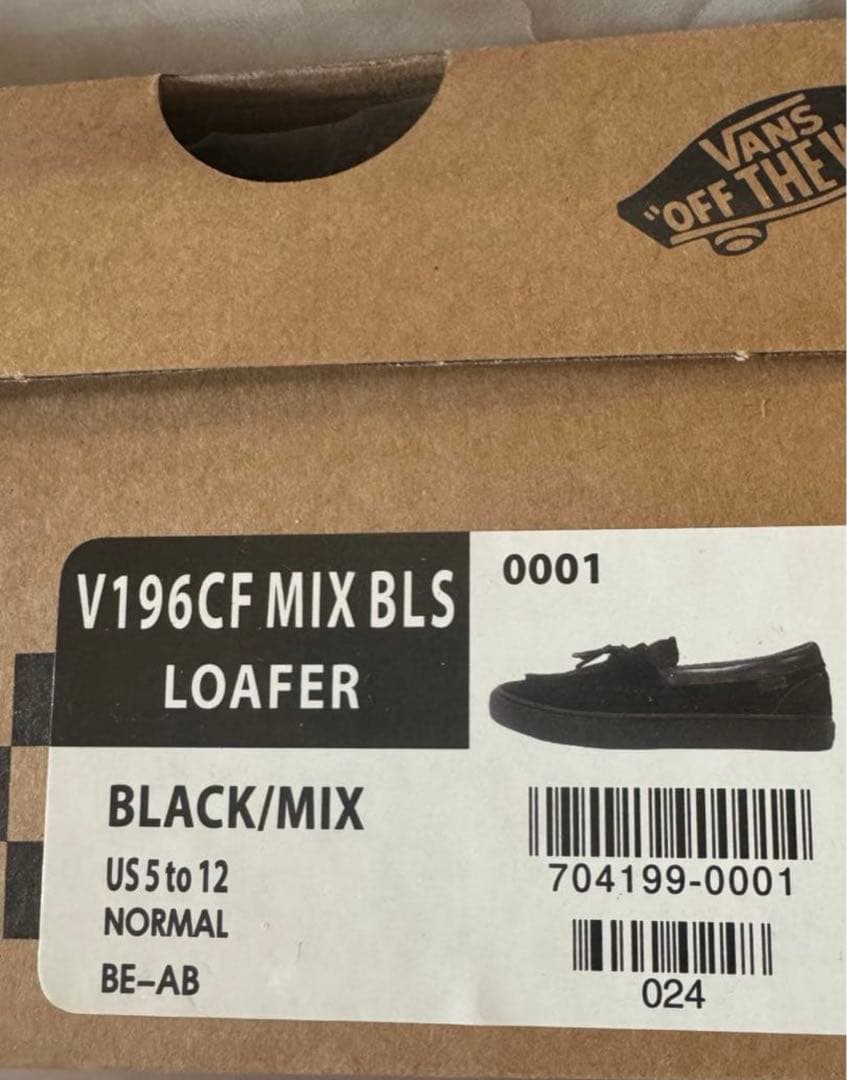 VANS
"OFF THE
V196CF MIX BLS
LOAFER
0001
BLACK/MIX
US 5 to 12
NORMAL
BE-AB
704199-0001
024